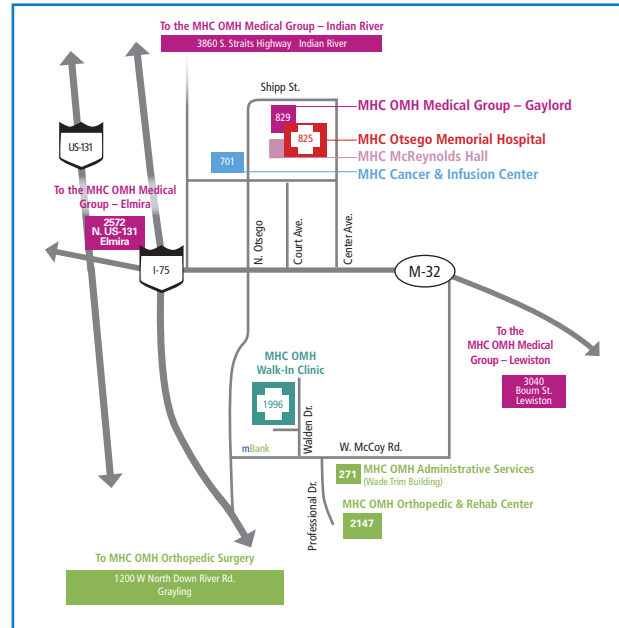 To the MHC OMH Medical Group – Indian River
3860 S. Straits Highway Indian River
Shipp St.
MHC OMH Medical Group – Gaylord
829
825
MHC Otsego Memorial Hospital
MHC McReynolds Hall
701
MHC Cancer & Infusion Center
US-131
To the MHC OMH Medical
Group – Elmira
2572
N. US-131
Elmira
N. Otsego
Court Ave.
Center Ave.
I-75
M-32
To the
MHC OMH Medical
Group – Lewiston
3040
Bourn St.
Lewiston
MHC OMH
Walk-In Clinic
1996
Walden Dr.
mBank
W. McCoy Rd.
271
MHC OMH Administrative Services
(Wade Trim Building)
Professional Dr.
MHC OMH Orthopedic & Rehab Center
2147
To MHC OMH Orthopedic Surgery
1200 W North Down River Rd.
Grayling